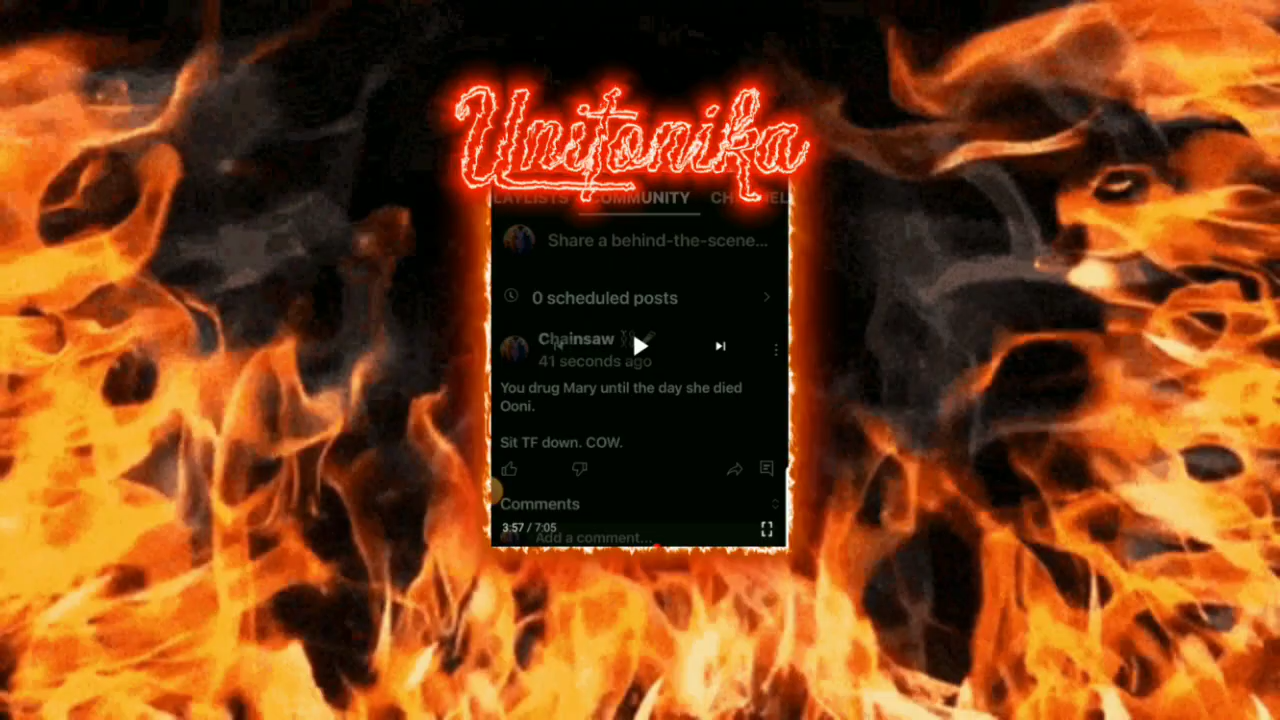 Unitonika
LAYLISTS COMMUNITY
Share a behind-the-scene...
0 scheduled posts
Chainsaw
41 seconds ago
You drug Mary until the day she died
Ooni.
Sit TF down. COW.
Comments
3:57 / 7:05
Add a comment...